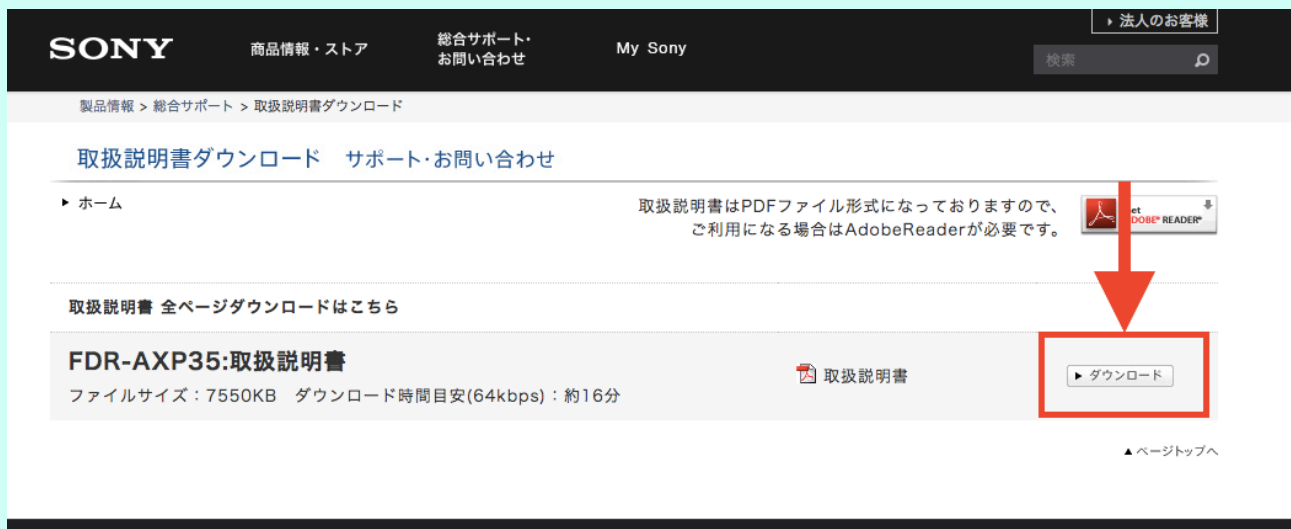 法人のお客様
SONY 商品情報・ストア 総合サポート・ My Sony
お問い合わせ
検索
製品情報 > 総合サポート > 取扱説明書ダウンロード
取扱説明書ダウンロード サポート・お問い合わせ
ホーム
取扱説明書はPDFファイル形式になっておりますので、
ご利用になる場合はAdobeReaderが必要です。
READER
取扱説明書 全ページダウンロードはこちら
FDR-AXP35:取扱説明書
ファイルサイズ：7550KB ダウンロード時間目安(64kbps)：約16分
取扱説明書
ダウンロード
ページトップへ